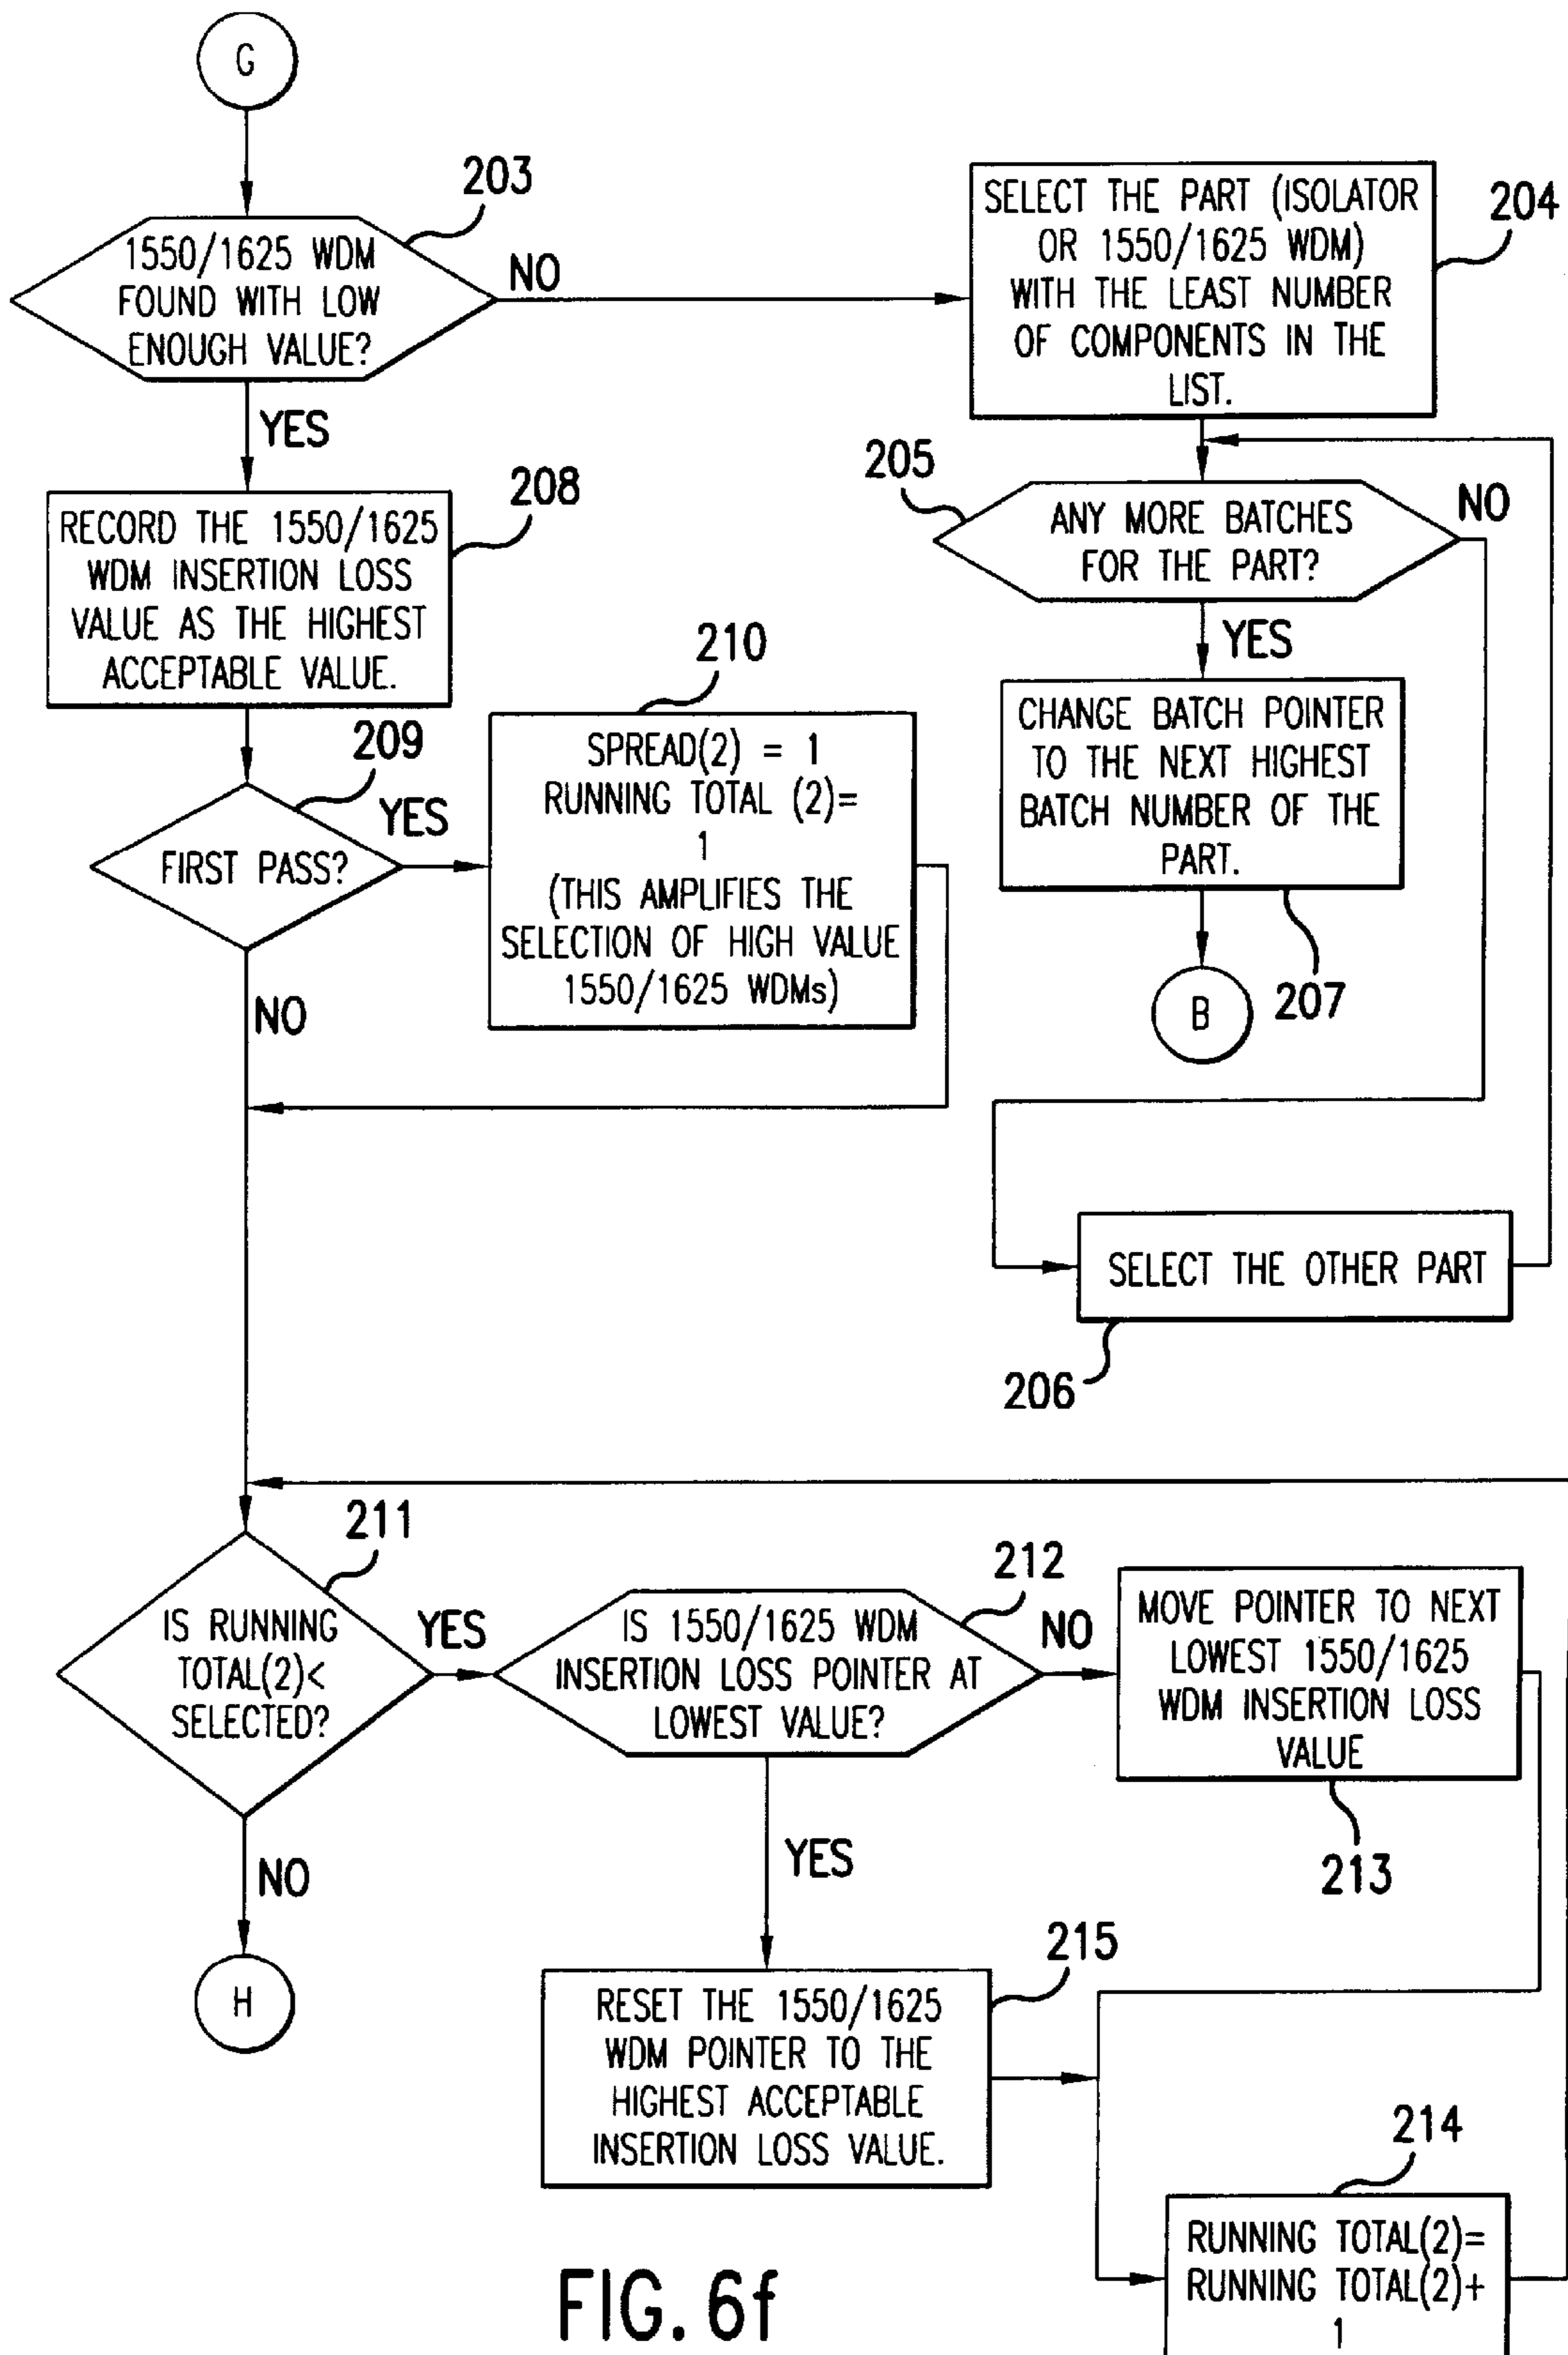 G
203
1550/1625 WDM
FOUND WITH LOW
ENOUGH VALUE?
NO
YES
SELECT THE PART (ISOLATOR
OR 1550/1625 WDM)
WITH THE LEAST NUMBER
OF COMPONENTS IN THE
LIST.
204
205
ANY MORE BATCHES
FOR THE PART?
NO
YES
208
RECORD THE 1550/1625
WDM INSERTION LOSS
VALUE AS THE HIGHEST
ACCEPTABLE VALUE.
CHANGE BATCH POINTER
TO THE NEXT HIGHEST
BATCH NUMBER OF THE
PART.
207
B
209
FIRST PASS?
YES
NO
210
SPREAD(2) = 1
RUNNING TOTAL (2)=
1
(THIS AMPLIFIES THE
SELECTION OF HIGH VALUE
1550/1625 WDMs)
SELECT THE OTHER PART
206
211
IS RUNNING
TOTAL(2)<
SELECTED?
YES
NO
H
212
IS 1550/1625 WDM
INSERTION LOSS POINTER AT
LOWEST VALUE?
NO
YES
MOVE POINTER TO NEXT
LOWEST 1550/1625
WDM INSERTION LOSS
VALUE
213
215
RESET THE 1550/1625
WDM POINTER TO THE
HIGHEST ACCEPTABLE
INSERTION LOSS VALUE.
214
RUNNING TOTAL(2)=
RUNNING TOTAL(2)+
1
FIG. 6f